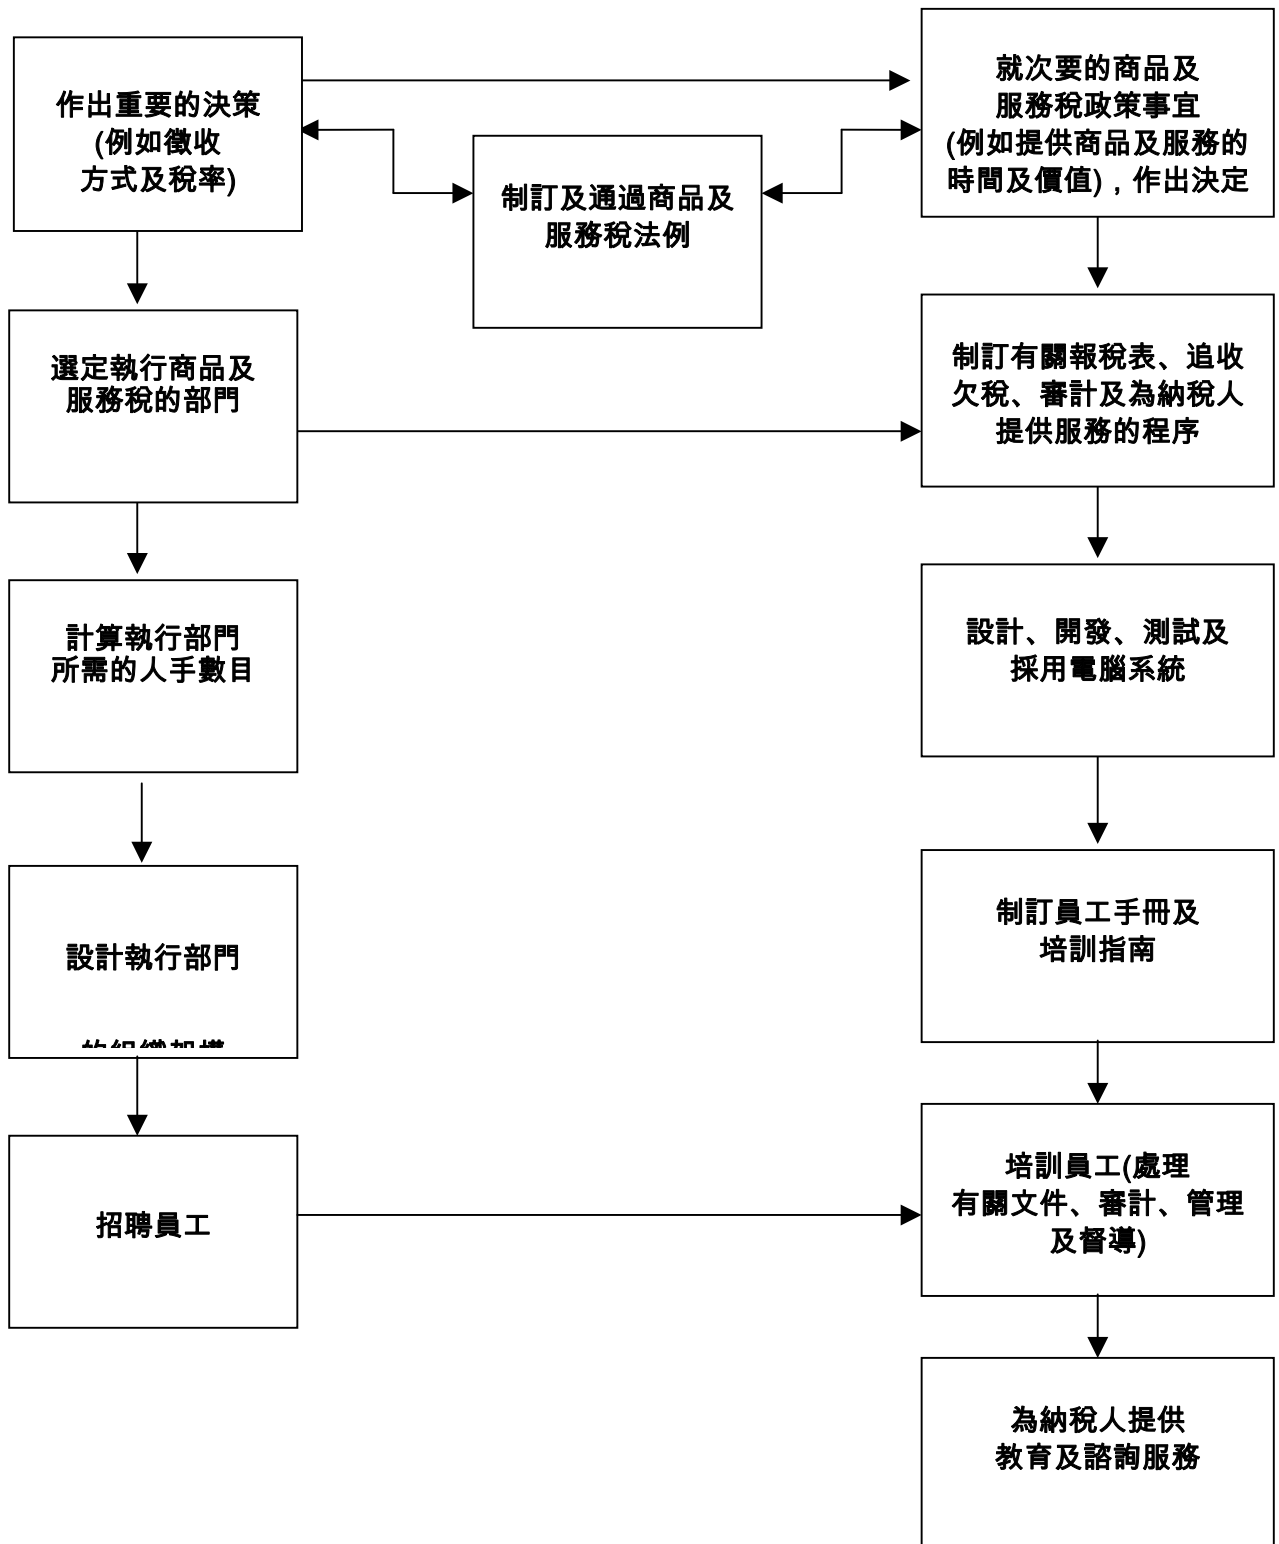 作出重要的決策
(例如徵收
方式及稅率)
制訂及通過商品及
服務稅法例
就次要的商品及
服務稅政策事宜
(例如提供商品及服務的
時間及價值)，作出決定
選定執行商品及
服務稅的部門
制訂有關報稅表、追收
欠稅、審計及為納稅人
提供服務的程序
計算執行部門
所需的人手數目
設計、開發、測試及
採用電腦系統
設計執行部門
的組織架構
制訂員工手冊及
培訓指南
招聘員工
培訓員工(處理
有關文件、審計、管理
及督導)
為納稅人提供
教育及諮詢服務